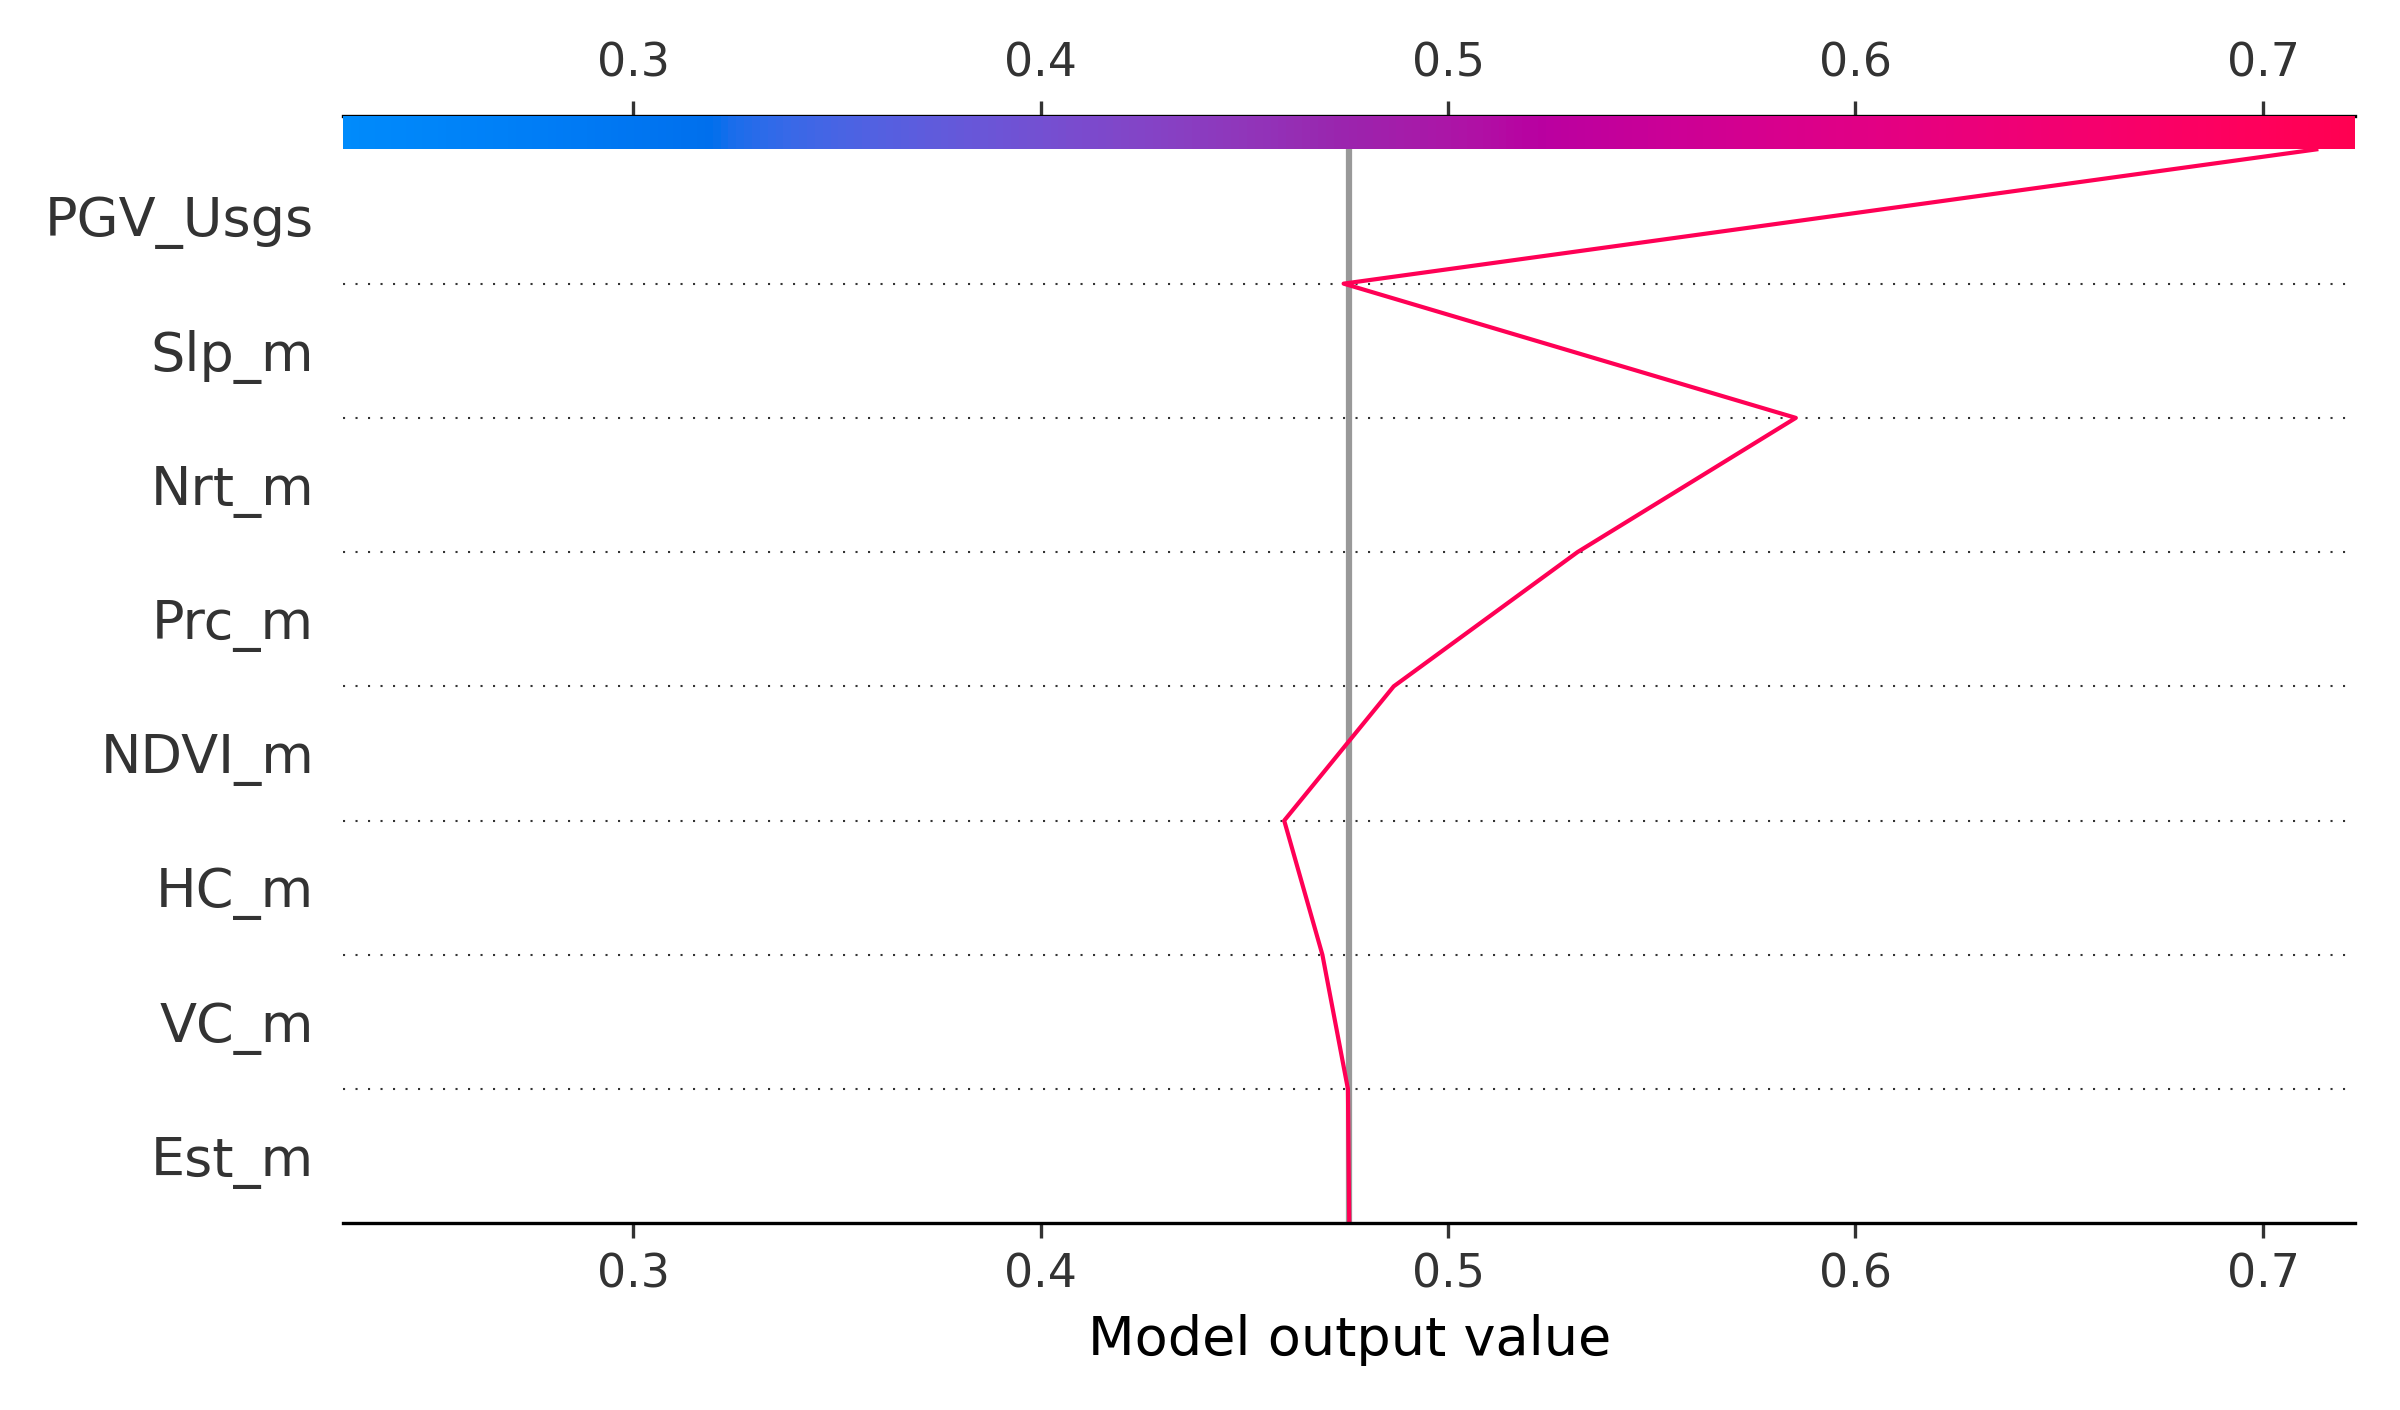 0.3 0.4 0.5 0.6 0.7
PGV_Usgs
Slp_m
Nrt_m
Prc_m
NDVI_m
HC_m
VC_m
Est_m
0.3 0.4 0.5 0.6 0.7
Model output value